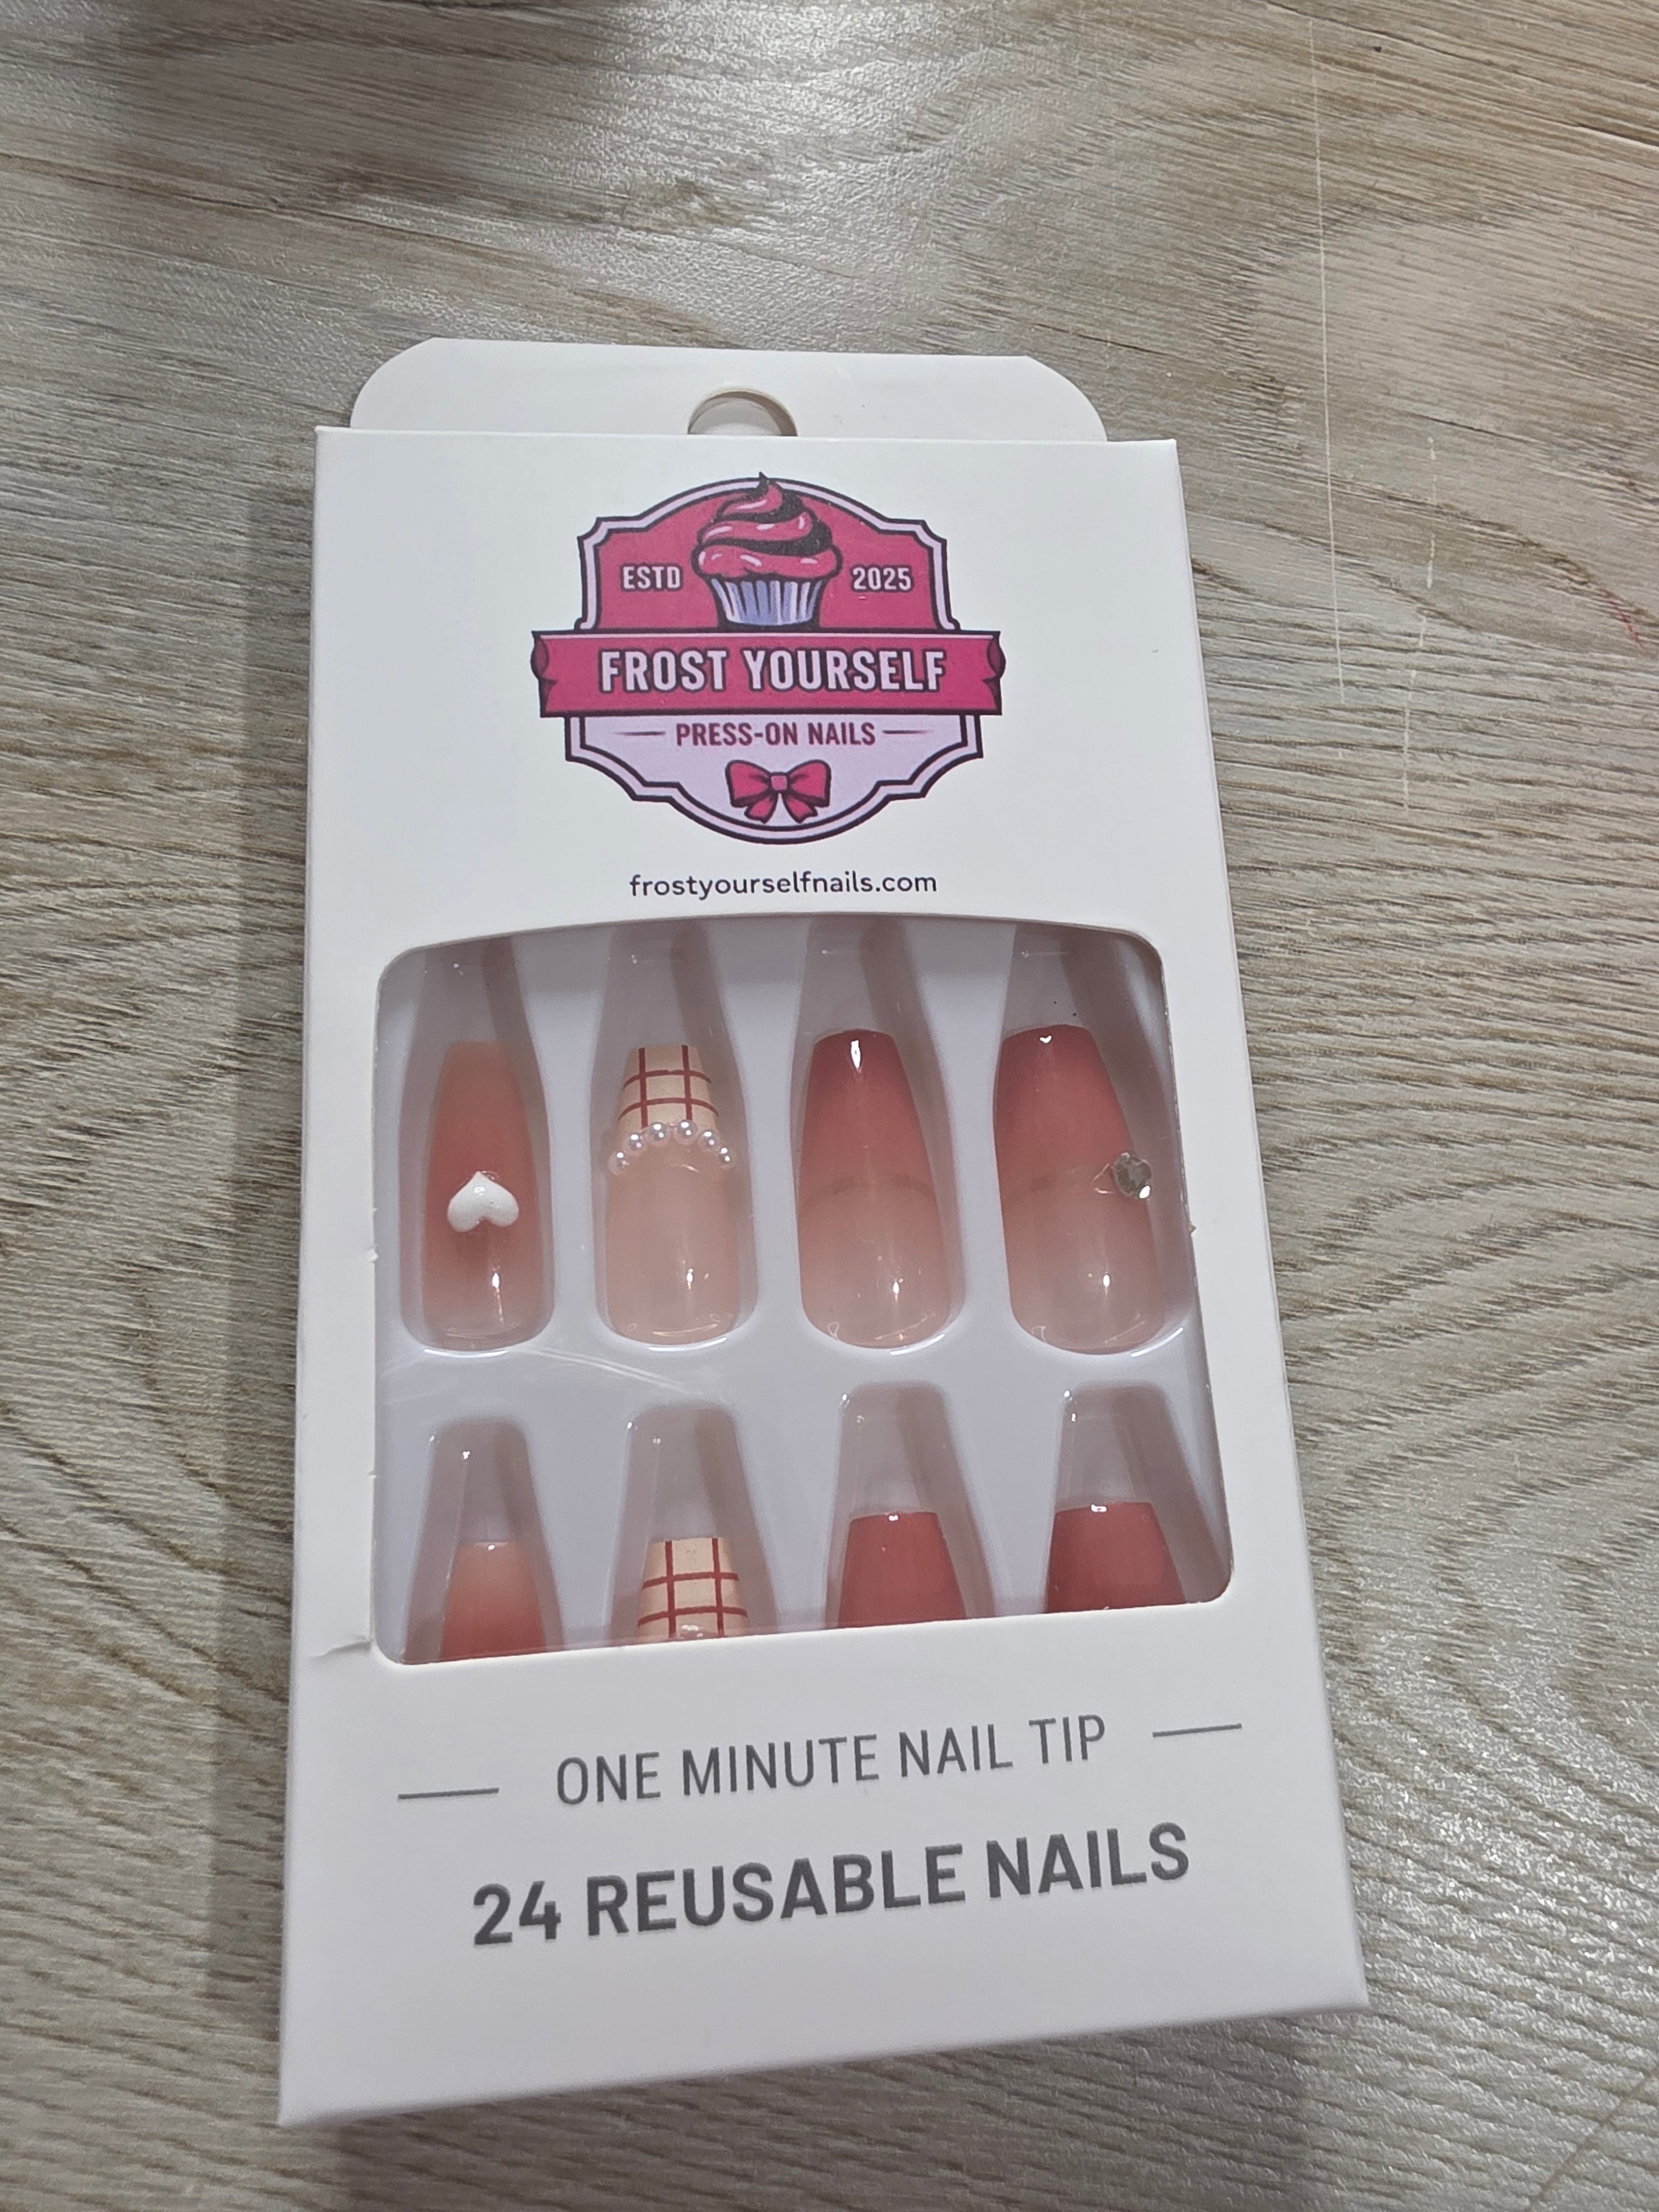 ESTD 2025
FROST YOURSELF
PRESS-ON NAILS
frostyourselfnails.com
ONE MINUTE NAIL TIP
24 REUSABLE NAILS